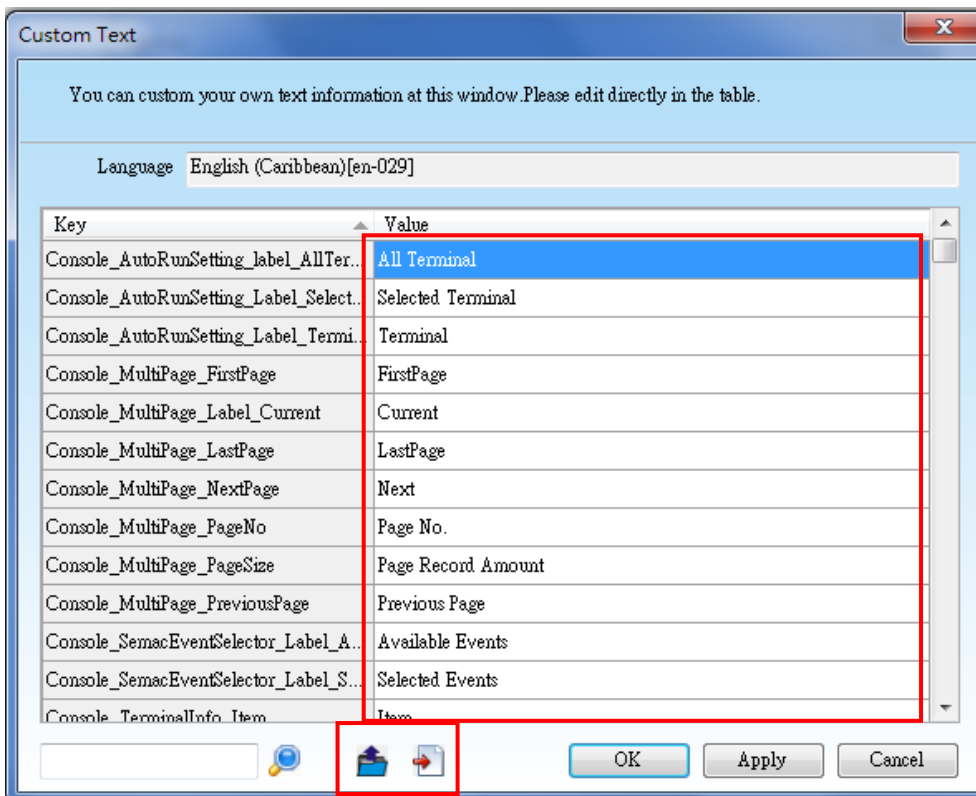 Custom Text
You can custom your own text information at this window.Please edit directly in the table.
Language English (Caribbean)[en-029]
Key Value
Console_AutoRunSetting_label_AllTer... All Terminal
Console_AutoRunSetting_Label_Select... Selected Terminal
Console_AutoRunSetting_Label_Termi... Terminal
Console_MultiPage_FirstPage FirstPage
Console_MultiPage_Label_Current Current
Console_MultiPage_LastPage LastPage
Console_MultiPage_NextPage Next
Console_MultiPage_PageNo Page No.
Console_MultiPage_PageSize Page Record Amount
Console_MultiPage_PreviousPage Previous Page
Console_SemacEventSelector_Label_A... Available Events
Console_SemacEventSelector_Label_S... Selected Events
Console_TerminalInfo_Item Item
OK Apply Cancel